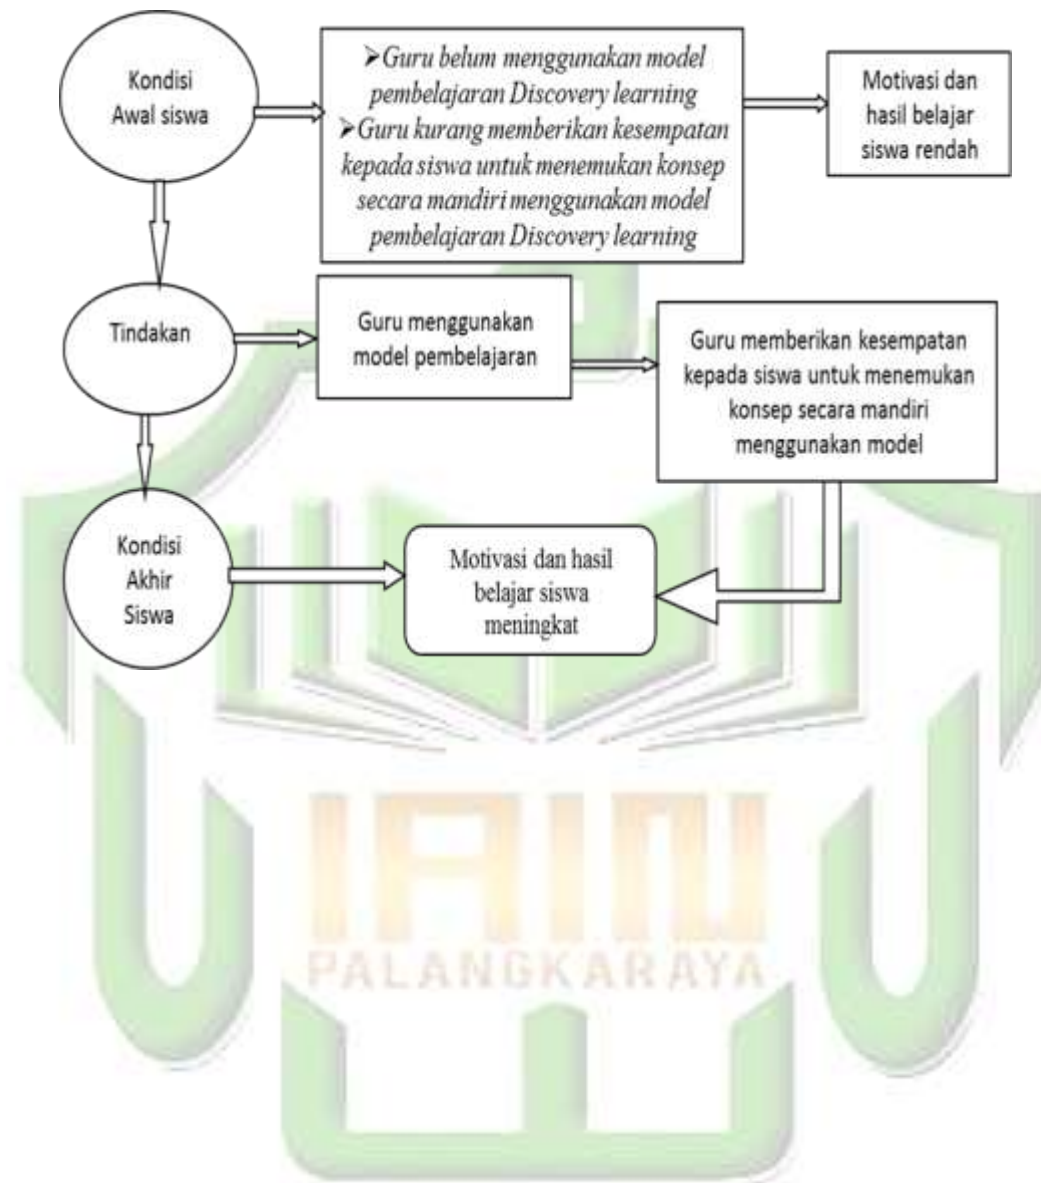 Kondisi
Awal siswa
➢Guru belum menggunakan model
pembelajaran Discovery learning
➢Guru kurang memberikan kesempatan
kepada siswa untuk menemukan konsep
secara mandiri menggunakan model
pembelajaran Discovery learning
Motivasi dan
hasil belajar
siswa rendah
Tindakan
Guru menggunakan
model pembelajaran
Guru memberikan kesempatan
kepada siswa untuk menemukan
konsep secara mandiri
menggunakan model
Kondisi
Akhir
Siswa
Motivasi dan hasil
belajar siswa
meningkat
IAIN
PALANGKARAYA